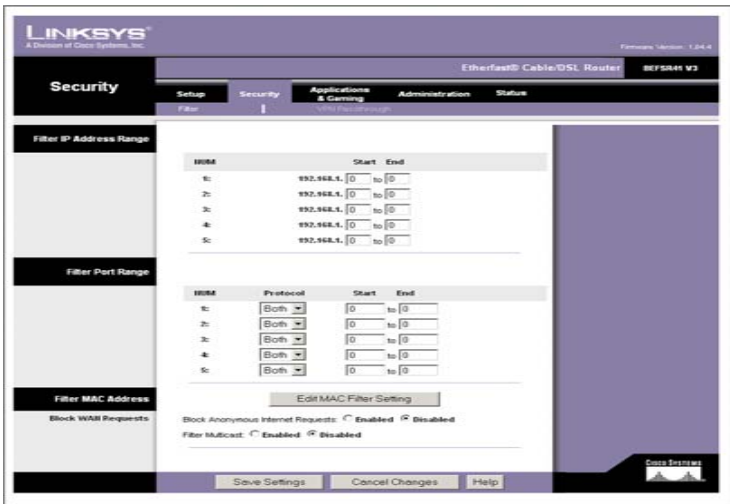 LINKSYS®
A Division of Cisco Systems, Inc.
Firmware Version: 1.04.4
Etherfast® Cable/DSL Router BEFSR41 V3
Security
Setup Security Applications & Gaming Administration Status
Filter VPN Passthrough
Filter IP Address Range
NUM Start End
1: 192.168.1. 0 to 0
2: 192.168.1. 0 to 0
3: 192.168.1. 0 to 0
4: 192.168.1. 0 to 0
5: 192.168.1. 0 to 0
Filter Port Range
NUM Protocol Start End
1: Both 0 to 0
2: Both 0 to 0
3: Both 0 to 0
4: Both 0 to 0
5: Both 0 to 0
Filter MAC Address Edit MAC Filter Setting
Block WAN Requests Block Anonymous Internet Requests: Enabled Disabled
Filter Multicast: Enabled Disabled
Save Settings Cancel Changes Help
CISCO SYSTEMS